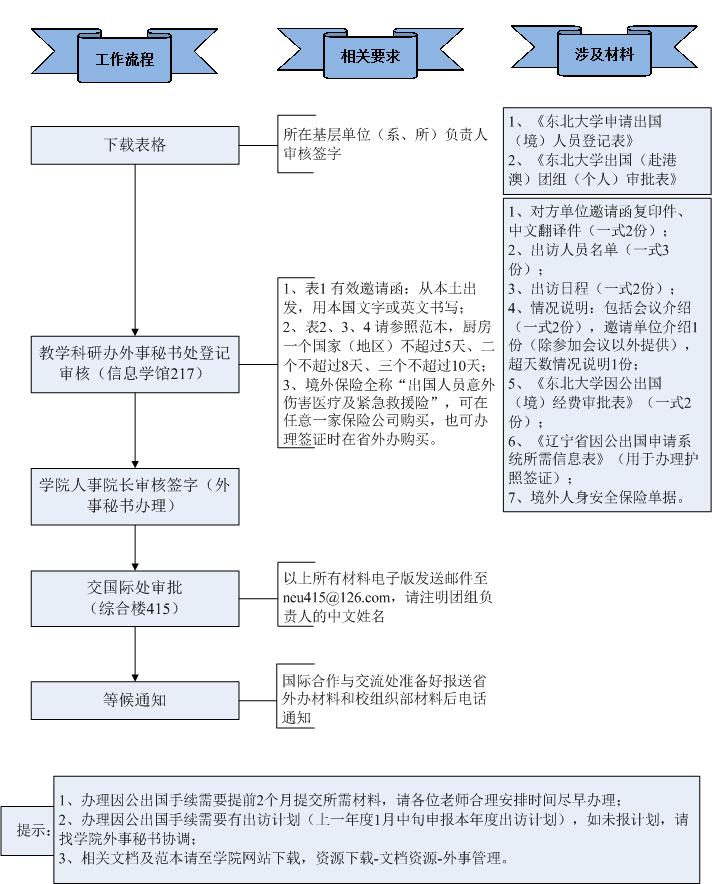 工作流程
相关要求
涉及材料
下载表格
所在基层单位（系、所）负责人
审核签字
1、《东北大学申请出国
（境）人员登记表》
2、《东北大学出国（赴港
澳）团组（个人）审批表》
1、对方单位邀请函复印件、
中文翻译件（一式2份）；
2、出访人员名单（一式3
份）；
3、出访日程（一式2份）；
4、情况说明：包括会议介绍
（一式2份），邀请单位介绍1
份（除参加会议以外提供），
超天数情况说明1份；
5、《东北大学因公出国
（境）经费审批表》（一式2
份）；
6、《辽宁省因公出国申请系
统所需信息表》（用于办理护
照签证）；
7、境外人身安全保险单据。
教学科研办外事秘书处登记
审核（信息学馆217）
1、表1 有效邀请函：从本土出
发，用本国文字或英文书写；
2、表2、3、4 请参照范本，厨房
一个国家（地区）不超过5天、二
个不超过8天、三个不超过10天；
3、境外保险全称“出国人员意外
伤害医疗及紧急救援险”，可在
任意一家保险公司购买，也可办
理签证时在省外办购买。
学院人事院长审核签字（外
事秘书办理）
交国际处审批
（综合楼415）
以上所有材料电子版发送邮件至
neu415@126.com，请注明团组负
责人的中文姓名
等候通知
国际合作与交流处准备好报送省
外办材料和校组织部材料后电话
通知
提示：
1、办理因公出国手续需要提前2个月提交所需材料，请各位老师合理安排时间尽早办理；
2、办理因公出国手续需要有出访计划（上一年度1月中旬申报本年度出访计划），如未报计划，请
找学院外事秘书协调；
3、相关文档及范本请至学院网站下载，资源下载-文档资源-外事管理。